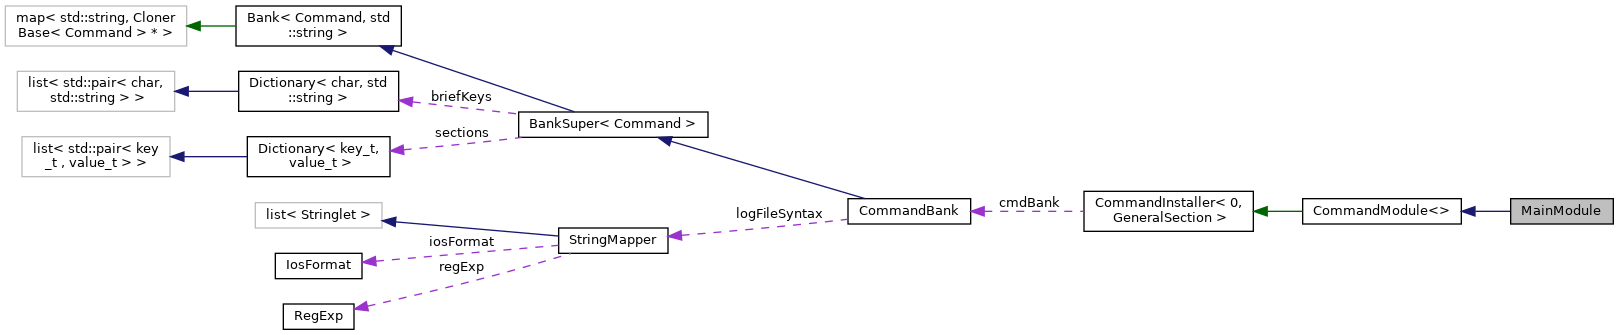 map< std::string, Cloner
Base< Command > * >
Bank< Command, std
::string >
list< std::pair< char,
std::string > >
Dictionary< char, std
::string >
briefKeys
BankSuper< Command >
sections
list< std::pair< key
_t , value_t > >
Dictionary< key_t,
value_t >
list< Stringlet >
logFileSyntax
CommandBank
cmdBank
CommandInstaller< 0,
GeneralSection >
CommandModule<>
MainModule
StringMapper
iosFormat
IosFormat
regExp
RegExp